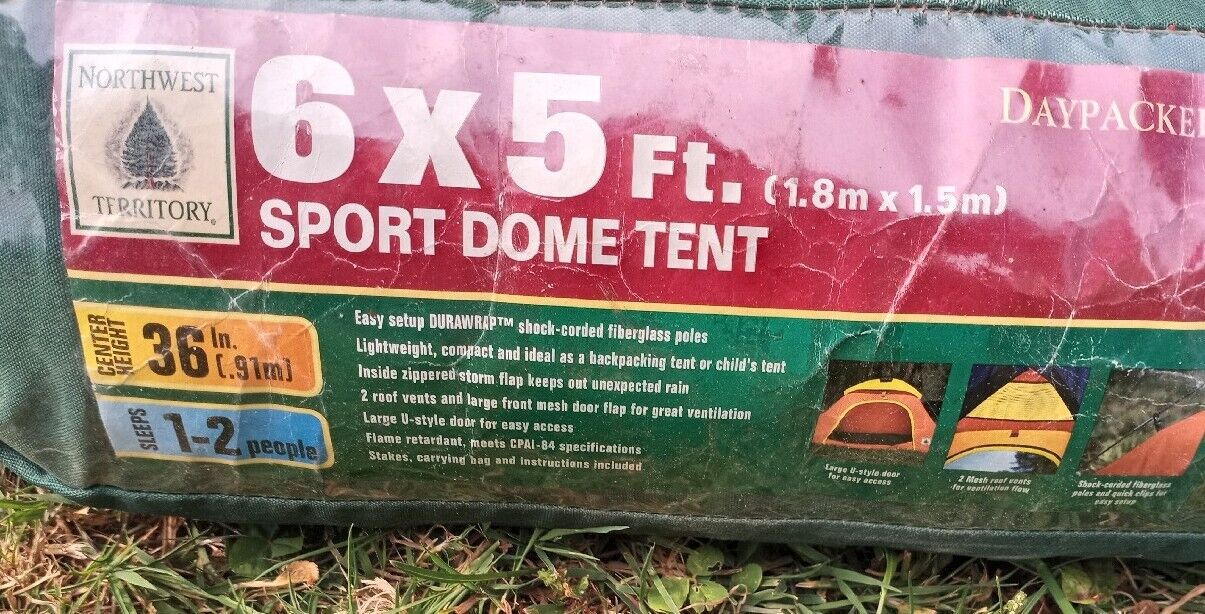 NORTHWEST
TERRITORY®
6 x 5 Ft. (1.8m x 1.5m)
SPORT DOME TENT
DAYPACKE
CENTER HEIGHT
36 In.
(.91m)
SLEEPS
1-2 people
Easy setup DURAWRAP™ shock-corded fiberglass poles
Lightweight, compact and ideal as a backpacking tent or child's tent
Inside zippered storm flap keeps out unexpected rain
2 roof vents and large front mesh door flap for great ventilation
Large U-style door for easy access
Flame retardant, meets CPAI-84 specifications
Stakes, carrying bag and instructions included
Large U-style door
for easy access
2 Mesh roof vents
for ventilation flow
Shock-corded fiberglass
poles and quick clips for
easy setup